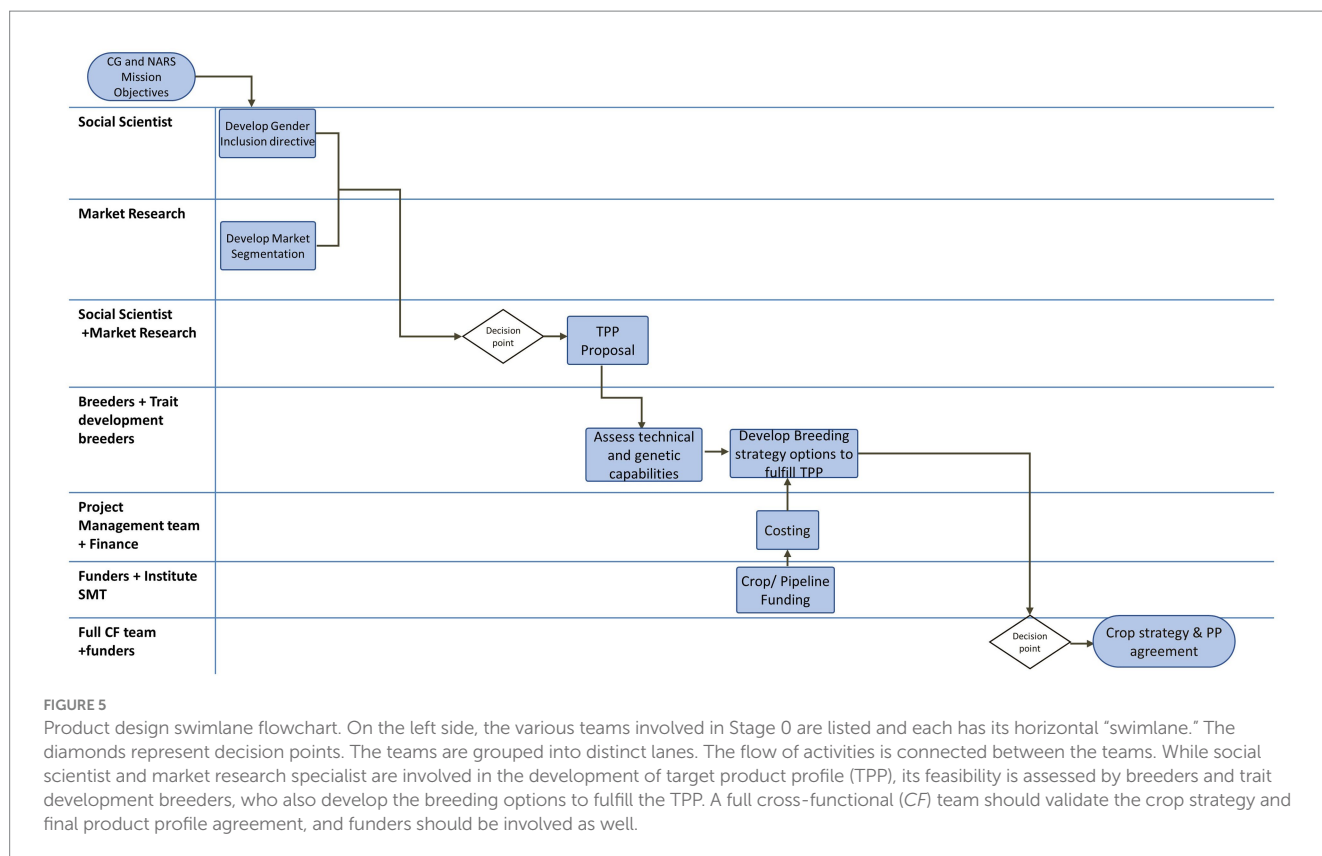 CG and NARS
Mission
Objectives
Social Scientist
Develop Gender
Inclusion directive
Market Research
Develop Market
Segmentation
Social Scientist
+Market Research
Decision
point
TPP
Proposal
Breeders + Trait
development
breeders
Assess technical
and genetic
capabilities
Develop Breeding
strategy options to
fulfill TPP
Project
Management team
+ Finance
Costing
Funders + Institute
SMT
Crop/ Pipeline
Funding
Full CF team
+funders
Decision
point
Crop strategy & PP
agreement
FIGURE 5
Product design swimlane flowchart. On the left side, the various teams involved in Stage 0 are listed and each has its horizontal “swimlane.” The
diamonds represent decision points. The teams are grouped into distinct lanes. The flow of activities is connected between the teams. While social
scientist and market research specialist are involved in the development of target product profile (TPP), its feasibility is assessed by breeders and trait
development breeders, who also develop the breeding options to fulfill the TPP. A full cross-functional (CF) team should validate the crop strategy and
final product profile agreement, and funders should be involved as well.